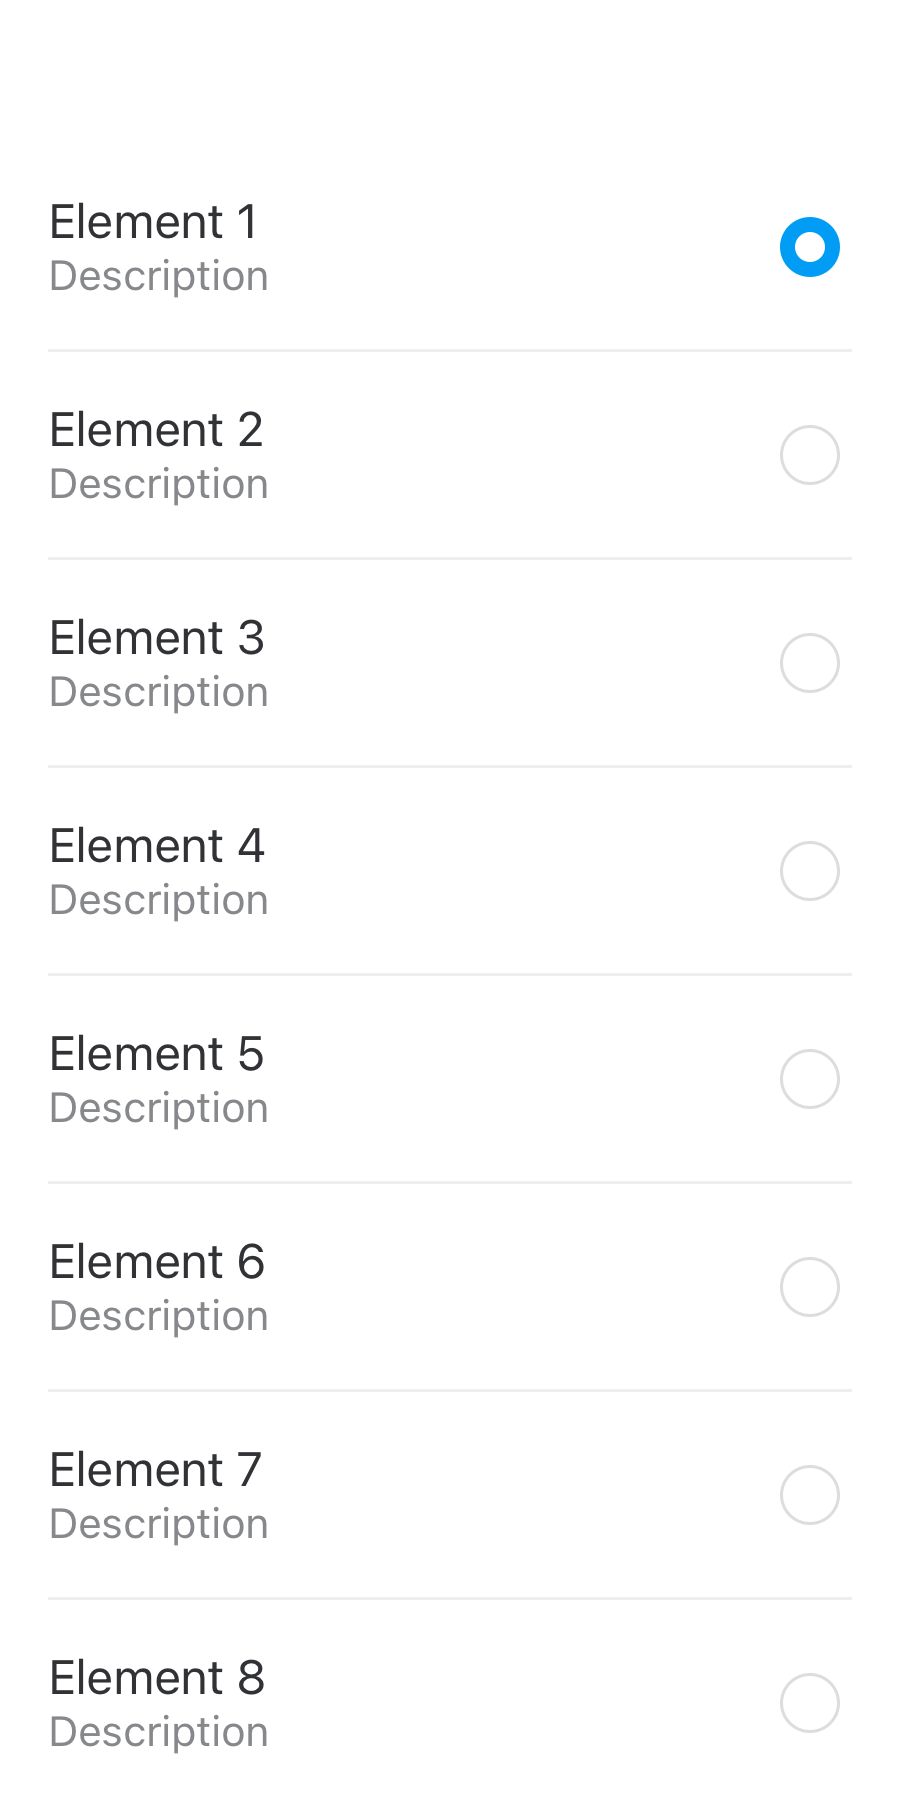 Element 1
Description
Element 2
Description
Element 3
Description
Element 4
Description
Element 5
Description
Element 6
Description
Element 7
Description
Element 8
Description